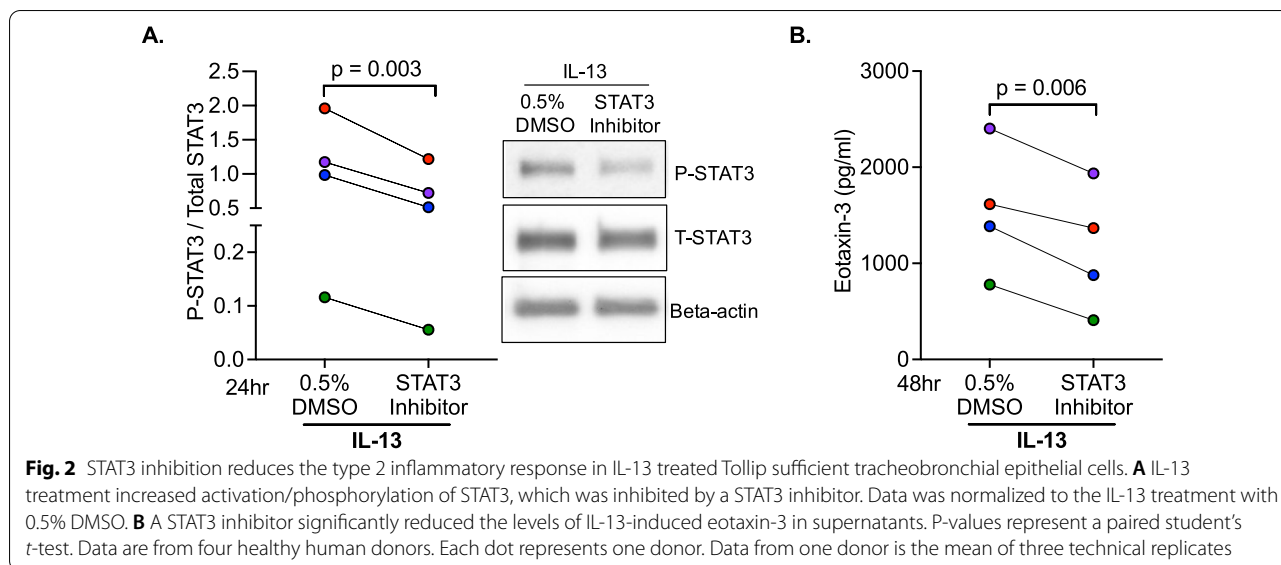 A.
2.5
2.0
1.5
1.0
0.5
0.2
0.1
0.0
P-STAT3 / Total STAT3
p = 0.003
24hr
0.5%
DMSO
STAT3
Inhibitor
IL-13
IL-13
0.5%
DMSO
STAT3
Inhibitor
P-STAT3
T-STAT3
Beta-actin
B.
3000
2000
1000
0
Eotaxin-3 (pg/ml)
p = 0.006
48hr
0.5%
DMSO
STAT3
Inhibitor
IL-13
Fig. 2 STAT3 inhibition reduces the type 2 inflammatory response in IL-13 treated Tollip sufficient tracheobronchial epithelial cells. A IL-13
treatment increased activation/phosphorylation of STAT3, which was inhibited by a STAT3 inhibitor. Data was normalized to the IL-13 treatment with
0.5% DMSO. B A STAT3 inhibitor significantly reduced the levels of IL-13-induced eotaxin-3 in supernatants. P-values represent a paired student's
t-test. Data are from four healthy human donors. Each dot represents one donor. Data from one donor is the mean of three technical replicates